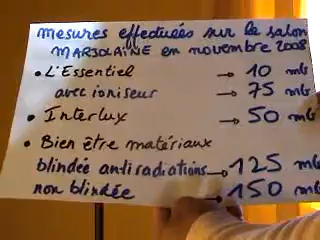 mesures effectuées sur le salon
MARJOLAINE en novembre 2008
• L'Essentiel → 10 mG
avec ioniseur → 75 mG
• Interlux → 50 mG
• Bien être matériaux
blindée antiradiations → 125 mG
non blindée → 150 mG